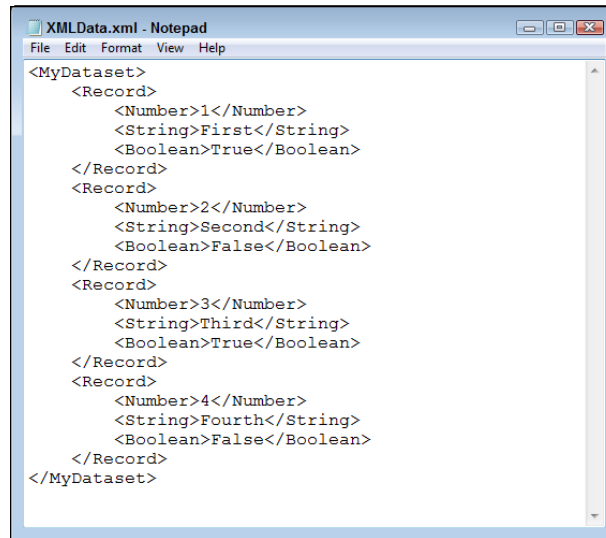 XMLData.xml - Notepad
File Edit Format View Help
<MyDataset>
    <Record>
        <Number>1</Number>
        <String>First</String>
        <Boolean>True</Boolean>
    </Record>
    <Record>
        <Number>2</Number>
        <String>Second</String>
        <Boolean>False</Boolean>
    </Record>
    <Record>
        <Number>3</Number>
        <String>Third</String>
        <Boolean>True</Boolean>
    </Record>
    <Record>
        <Number>4</Number>
        <String>Fourth</String>
        <Boolean>False</Boolean>
    </Record>
</MyDataset>